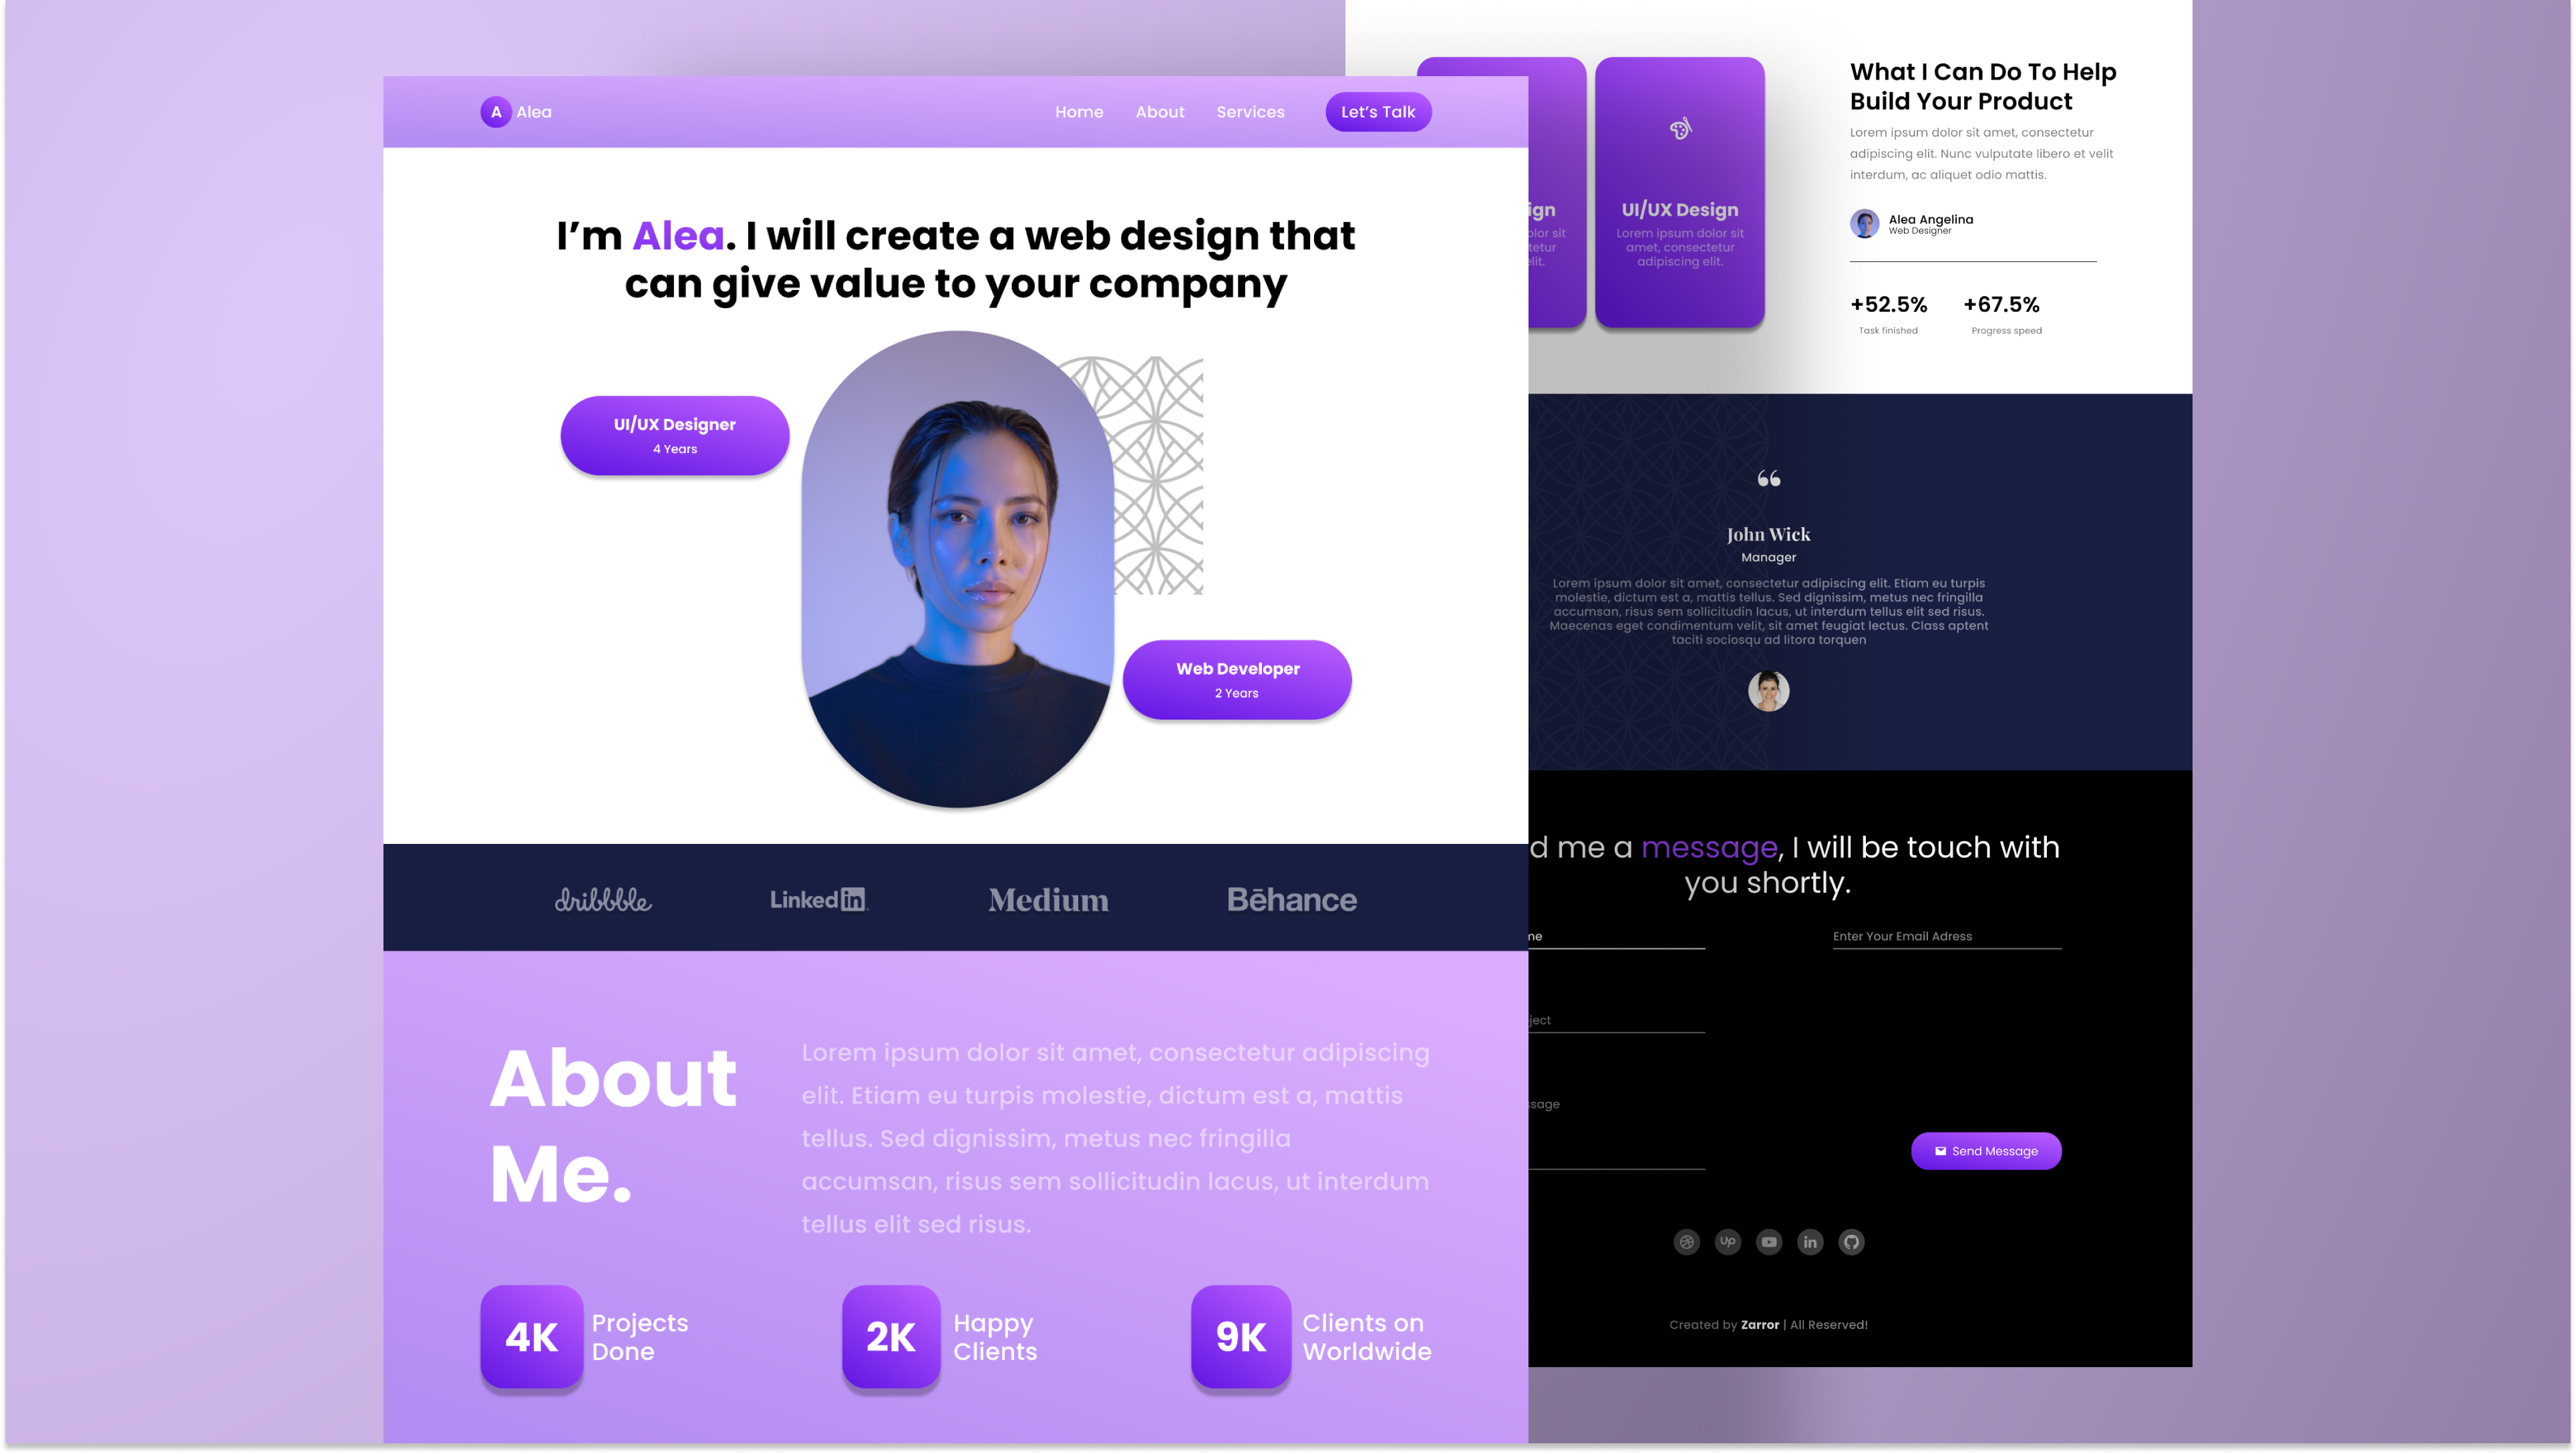 A Alea
Home About Services Let's Talk
I'm Alea. I will create a web design that
can give value to your company
UI/UX Designer
4 Years
Web Developer
2 Years
dribbble LinkedIn Medium Bēhance
About
Me.
Lorem ipsum dolor sit amet, consectetur adipiscing
elit. Etiam eu turpis molestie, dictum est a, mattis
tellus. Sed dignissim, metus nec fringilla
accumsan, risus sem sollicitudin lacus, ut interdum
tellus elit sed risus.
4K
Projects
Done
2K
Happy
Clients
9K
Clients on
Worldwide
ign
olor sit
tetur
elit.
UI/UX Design
Lorem ipsum dolor sit
amet, consectetur
adipiscing elit.
What I Can Do To Help
Build Your Product
Lorem ipsum dolor sit amet, consectetur
adipiscing elit. Nunc vulputate libero et velit
interdum, ac aliquet odio mattis.
Alea Angelina
Web Designer
+52.5% +67.5%
Task finished Progress speed
John Wick
Manager
Lorem ipsum dolor sit amet, consectetur adipiscing elit. Etiam eu turpis
molestie, dictum est a, mattis tellus. Sed dignissim, metus nec fringilla
accumsan, risus sem sollicitudin lacus, ut interdum tellus elit sed risus.
Maecenas eget condimentum velit, sit amet feugiat lectus. Class aptent
taciti sociosqu ad litora torquen
d me a message, I will be touch with
you shortly.
me
Enter Your Email Adress
ject
ssage
Send Message
Up in
Created by Zarror | All Reserved!